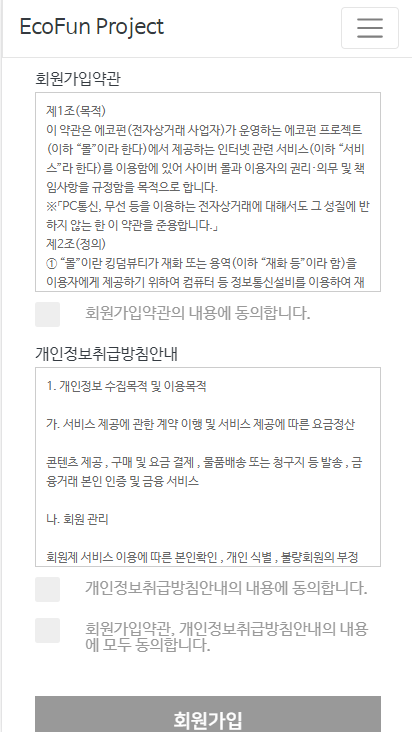 EcoFun Project
회원가입약관
제1조(목적)
이 약관은 에코펀(전자상거래 사업자)가 운영하는 에코펀 프로젝트
(이하 “몰”이라 한다)에서 제공하는 인터넷 관련 서비스(이하 “서비
스”라 한다)를 이용함에 있어 사이버 몰과 이용자의 권리·의무 및 책
임사항을 규정함을 목적으로 합니다.
※「PC통신, 무선 등을 이용하는 전자상거래에 대해서도 그 성질에 반
하지 않는 한 이 약관을 준용합니다.」
제2조(정의)
① “몰”이란 킹덤뷰티가 재화 또는 용역(이하 “재화 등”이라 함)을
이용자에게 제공하기 위하여 컴퓨터 등 정보통신설비를 이용하여 재
회원가입약관의 내용에 동의합니다.
개인정보취급방침안내
1. 개인정보 수집목적 및 이용목적
가. 서비스 제공에 관한 계약 이행 및 서비스 제공에 따른 요금정산
콘텐츠 제공 , 구매 및 요금 결제 , 물품배송 또는 청구지 등 발송 , 금
융거래 본인 인증 및 금융 서비스
나. 회원 관리
회원제 서비스 이용에 따른 본인확인 , 개인 식별 , 불량회원의 부정
개인정보취급방침안내의 내용에 동의합니다.
회원가입약관, 개인정보취급방침안내의 내용
에 모두 동의합니다.
회원가입